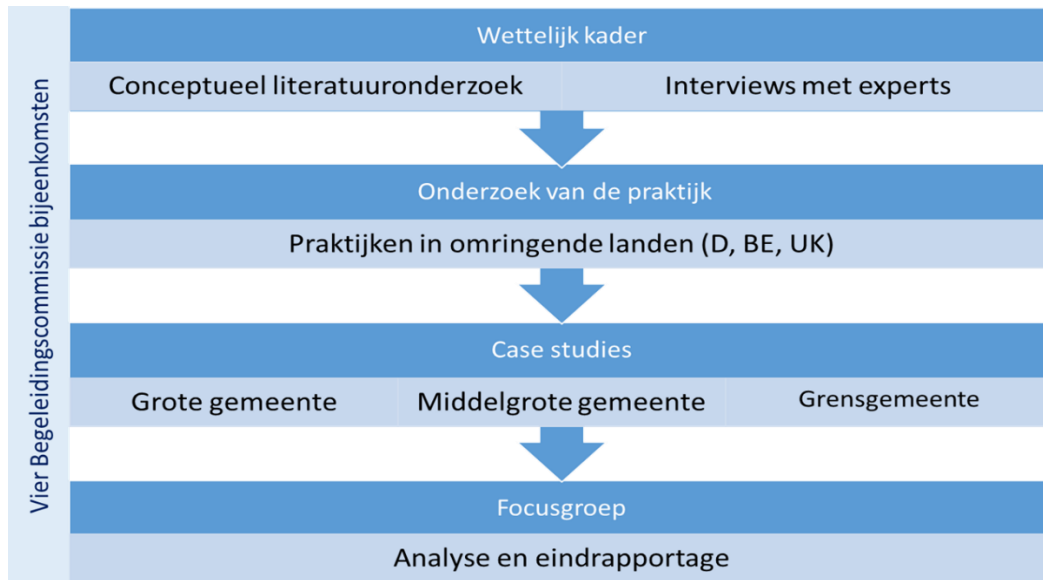 Vier Begeleidingscommissie bijeenkomsten
Wettelijk kader
Conceptueel literatuuronderzoek
Interviews met experts
Onderzoek van de praktijk
Praktijken in omringende landen (D, BE, UK)
Case studies
Grote gemeente
Middelgrote gemeente
Grensgemeente
Focusgroep
Analyse en eindrapportage